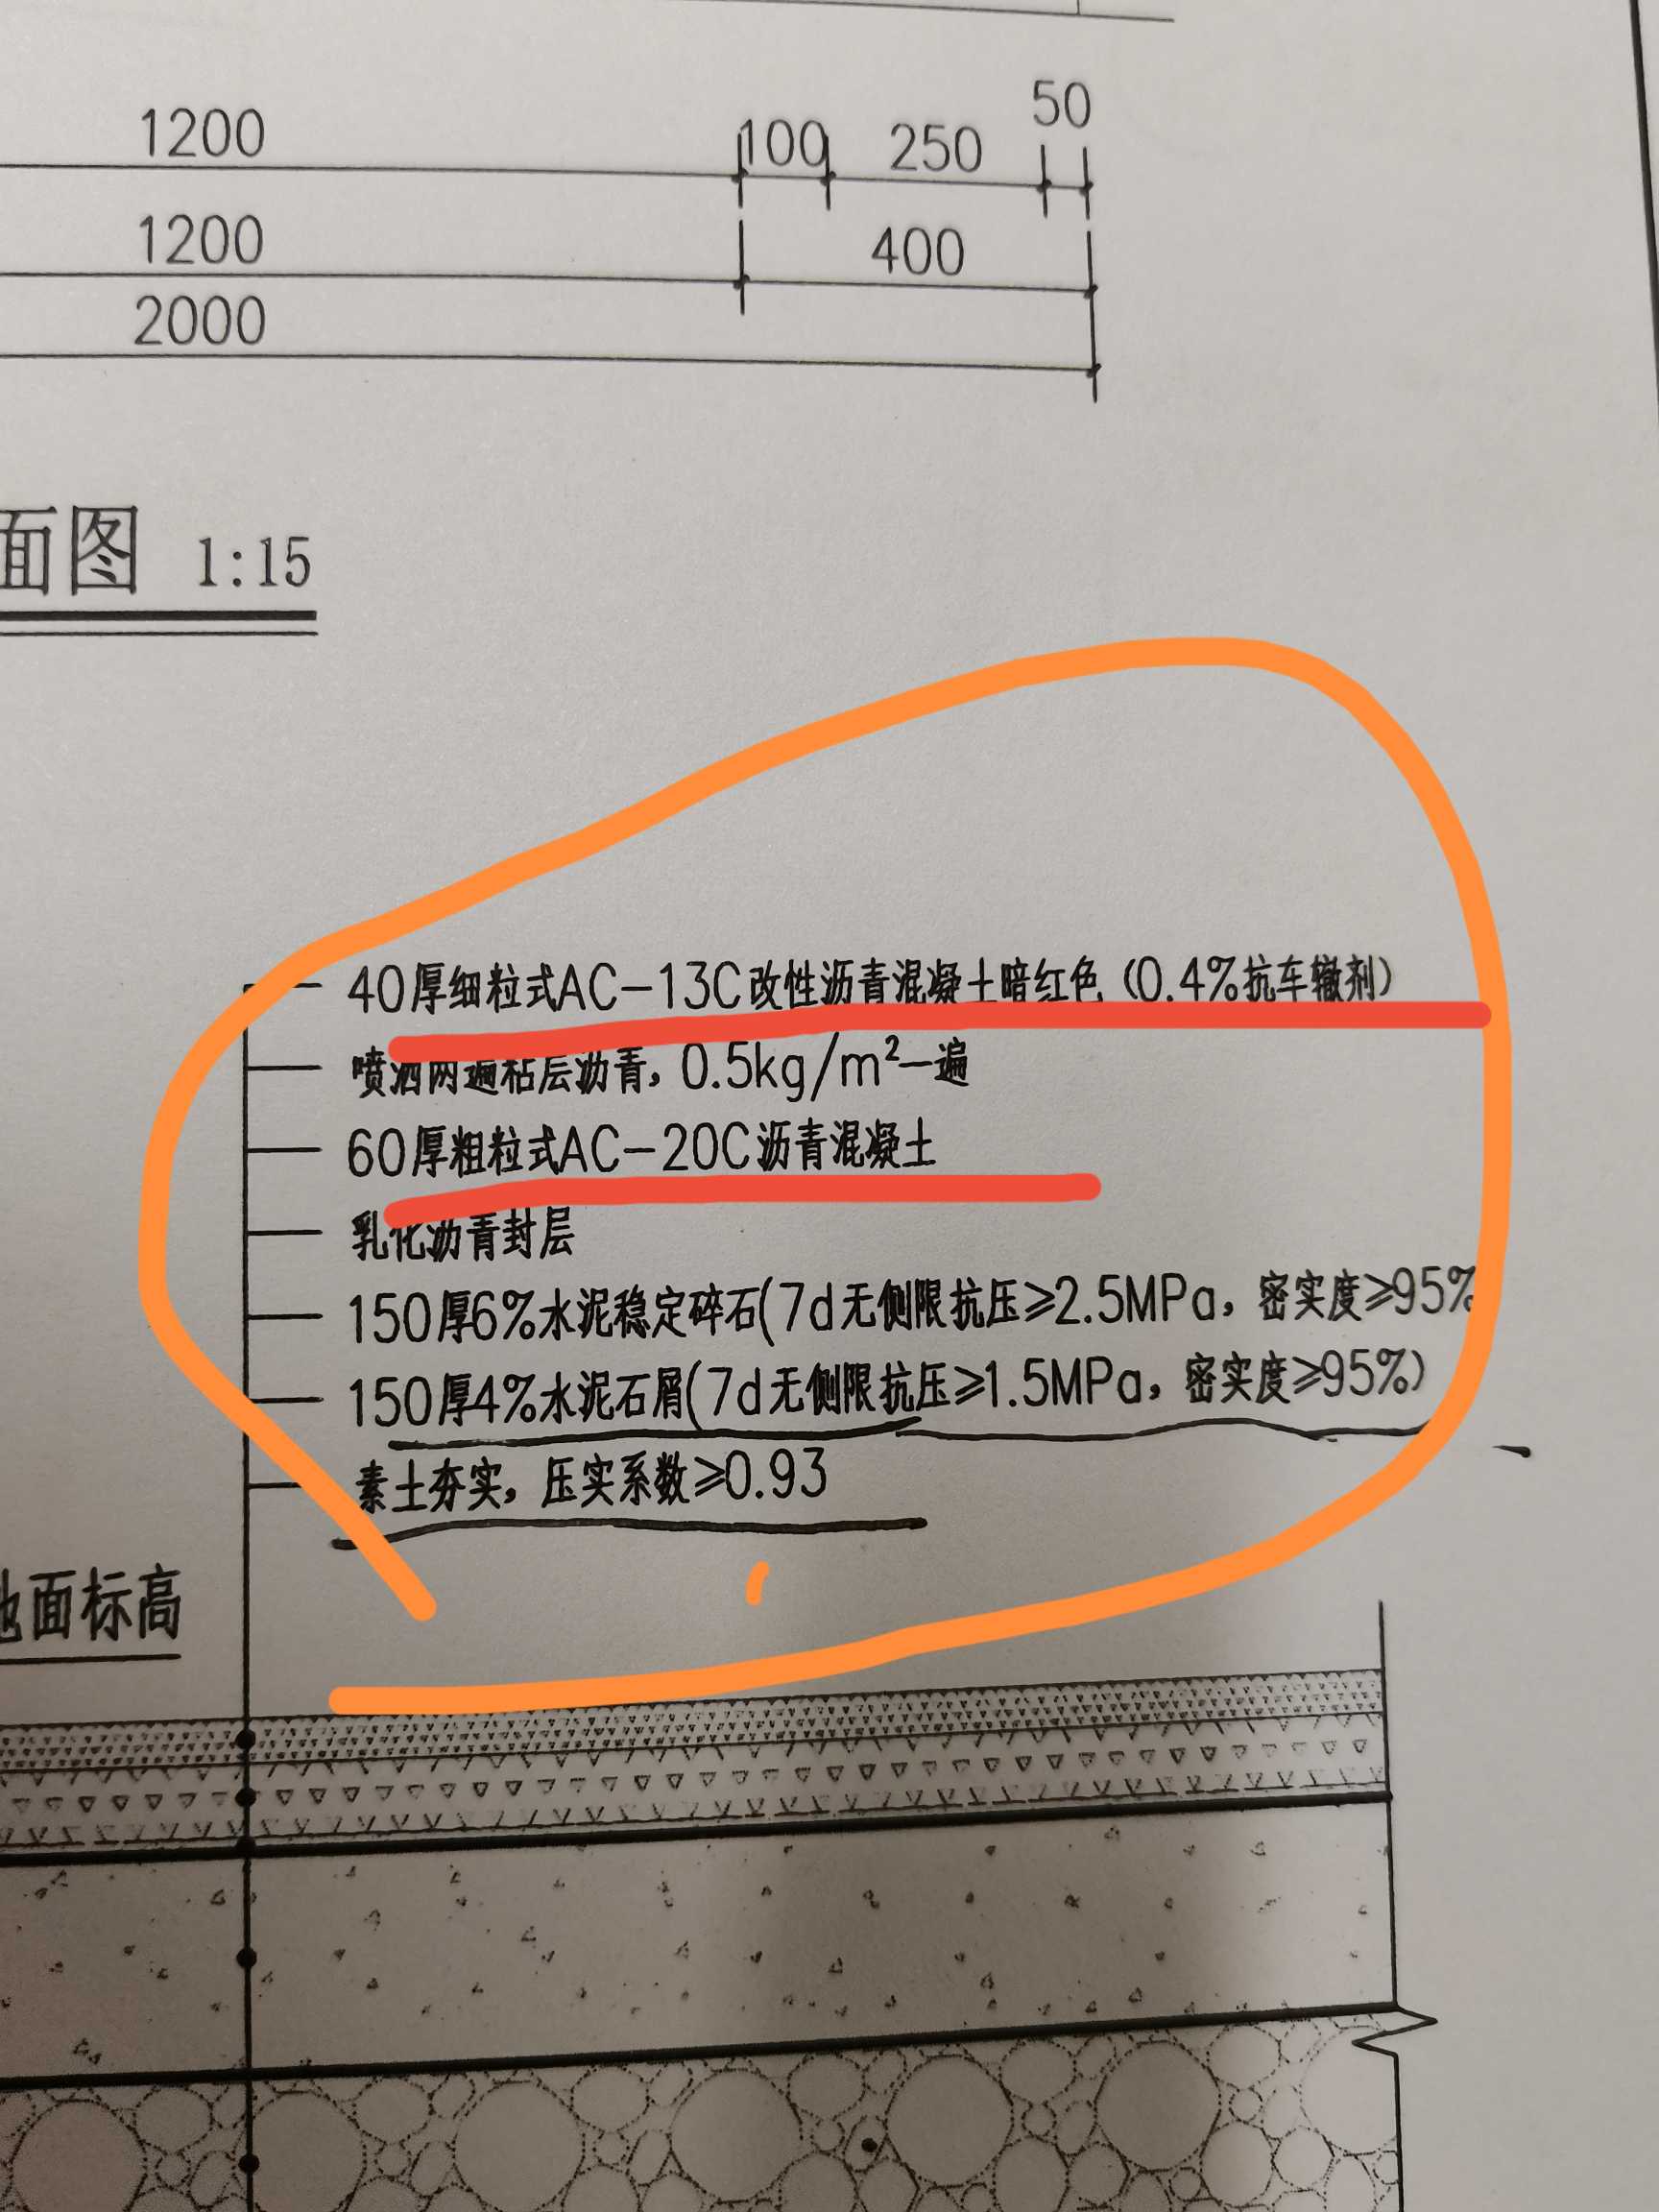 50
1200 100 250
1200 400
2000
面图 1:15
40厚细粒式AC-13C改性沥青混凝土暗红色（0.4%抗车辙剂）
喷洒两遍粘层沥青，0.5kg/m²一遍
60厚粗粒式AC-20C沥青混凝土
乳化沥青封层
150厚6%水泥稳定碎石(7d无侧限抗压≥2.5MPa，密实度≥95%
150厚4%水泥石屑(7d无侧限抗压≥1.5MPa，密实度≥95%)
素土夯实，压实系数≥0.93
地面标高